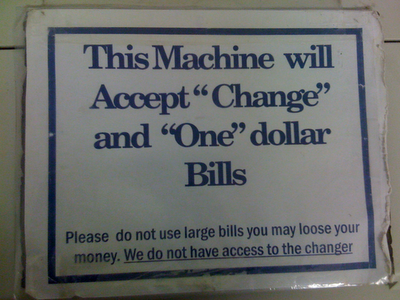 This Machine will
Accept "Change"
and "One" dollar
Bills
Please do not use large bills you may loose your
money. We do not have access to the changer